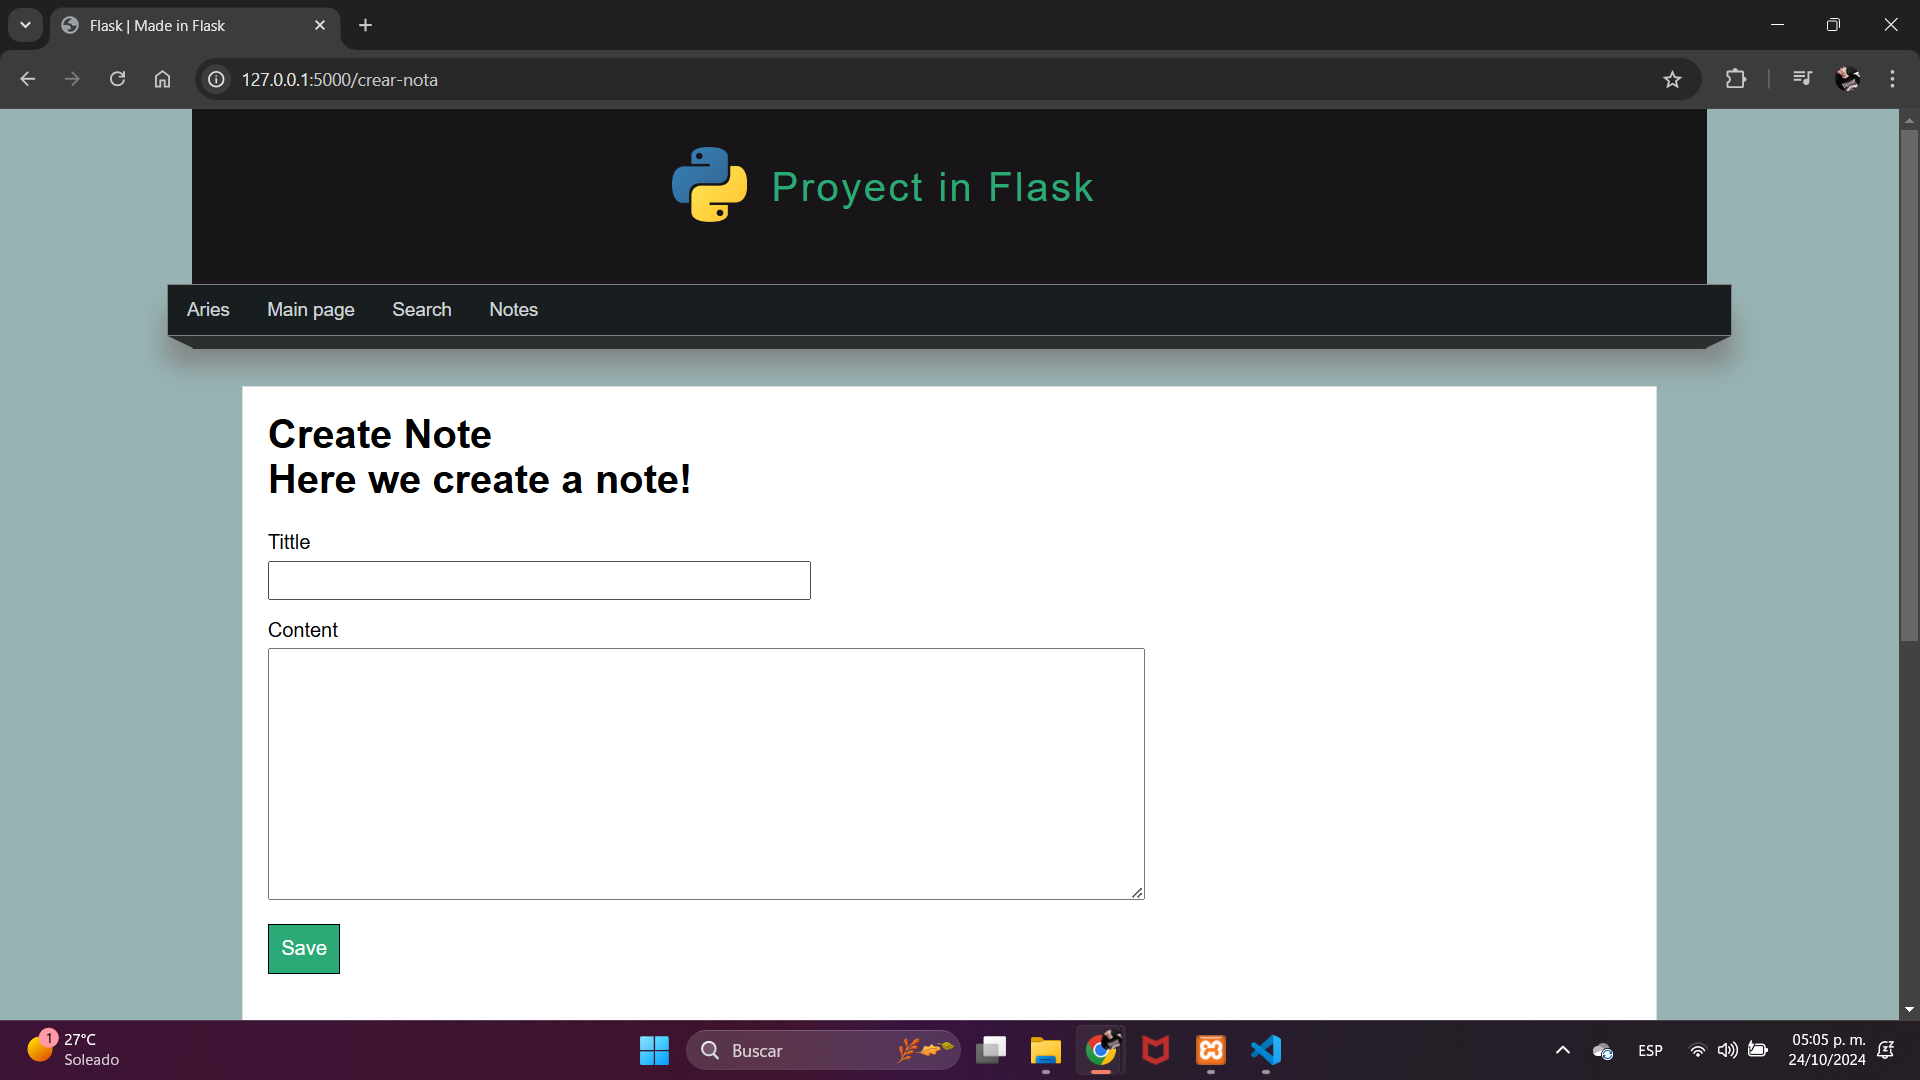 Flask | Made in Flask
127.0.0.1:5000/crear-nota
Proyect in Flask
Aries Main page Search Notes
Create Note
Here we create a note!
Tittle
Content
Save
1
27°C
Soleado
Buscar
ESP
05:05 p. m.
24/10/2024